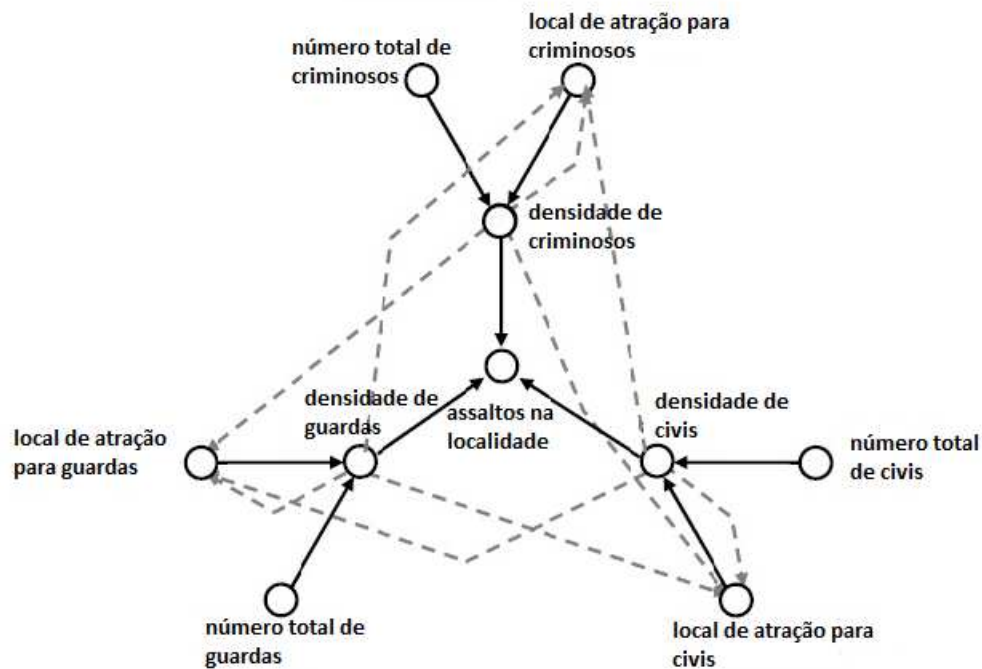 local de atração para
criminosos
número total de
criminosos
densidade de
criminosos
densidade de
guardas
assaltos na
localidade
densidade de
civis
local de atração
para guardas
número total
de civis
número total de
guardas
local de atração para
civis